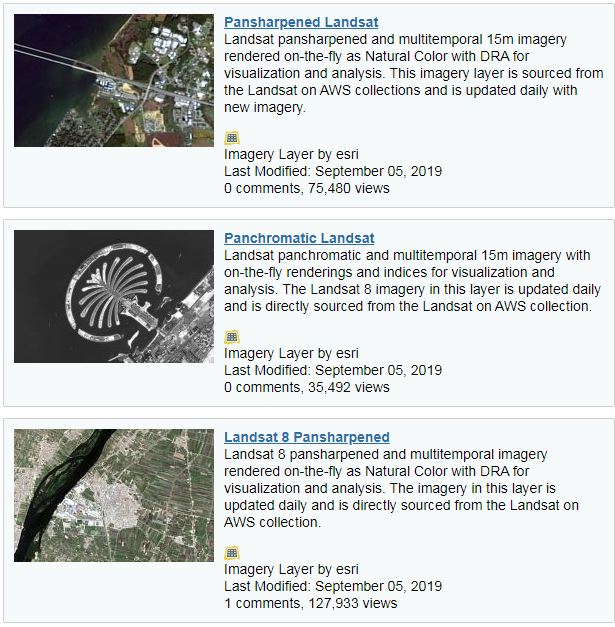 Pansharpened Landsat
Landsat pansharpened and multitemporal 15m imagery
rendered on-the-fly as Natural Color with DRA for
visualization and analysis. This imagery layer is sourced from
the Landsat on AWS collections and is updated daily with
new imagery.
Imagery Layer by esri
Last Modified: September 05, 2019
0 comments, 75,480 views
Panchromatic Landsat
Landsat panchromatic and multitemporal 15m imagery with
on-the-fly renderings and indices for visualization and
analysis. The Landsat 8 imagery in this layer is updated daily
and is directly sourced from the Landsat on AWS collection.
Imagery Layer by esri
Last Modified: September 05, 2019
0 comments, 35,492 views
Landsat 8 Pansharpened
Landsat 8 pansharpened and multitemporal imagery
rendered on-the-fly as Natural Color with DRA for
visualization and analysis. The imagery in this layer is
updated daily and is directly sourced from the Landsat on
AWS collection.
Imagery Layer by esri
Last Modified: September 05, 2019
1 comments, 127,933 views